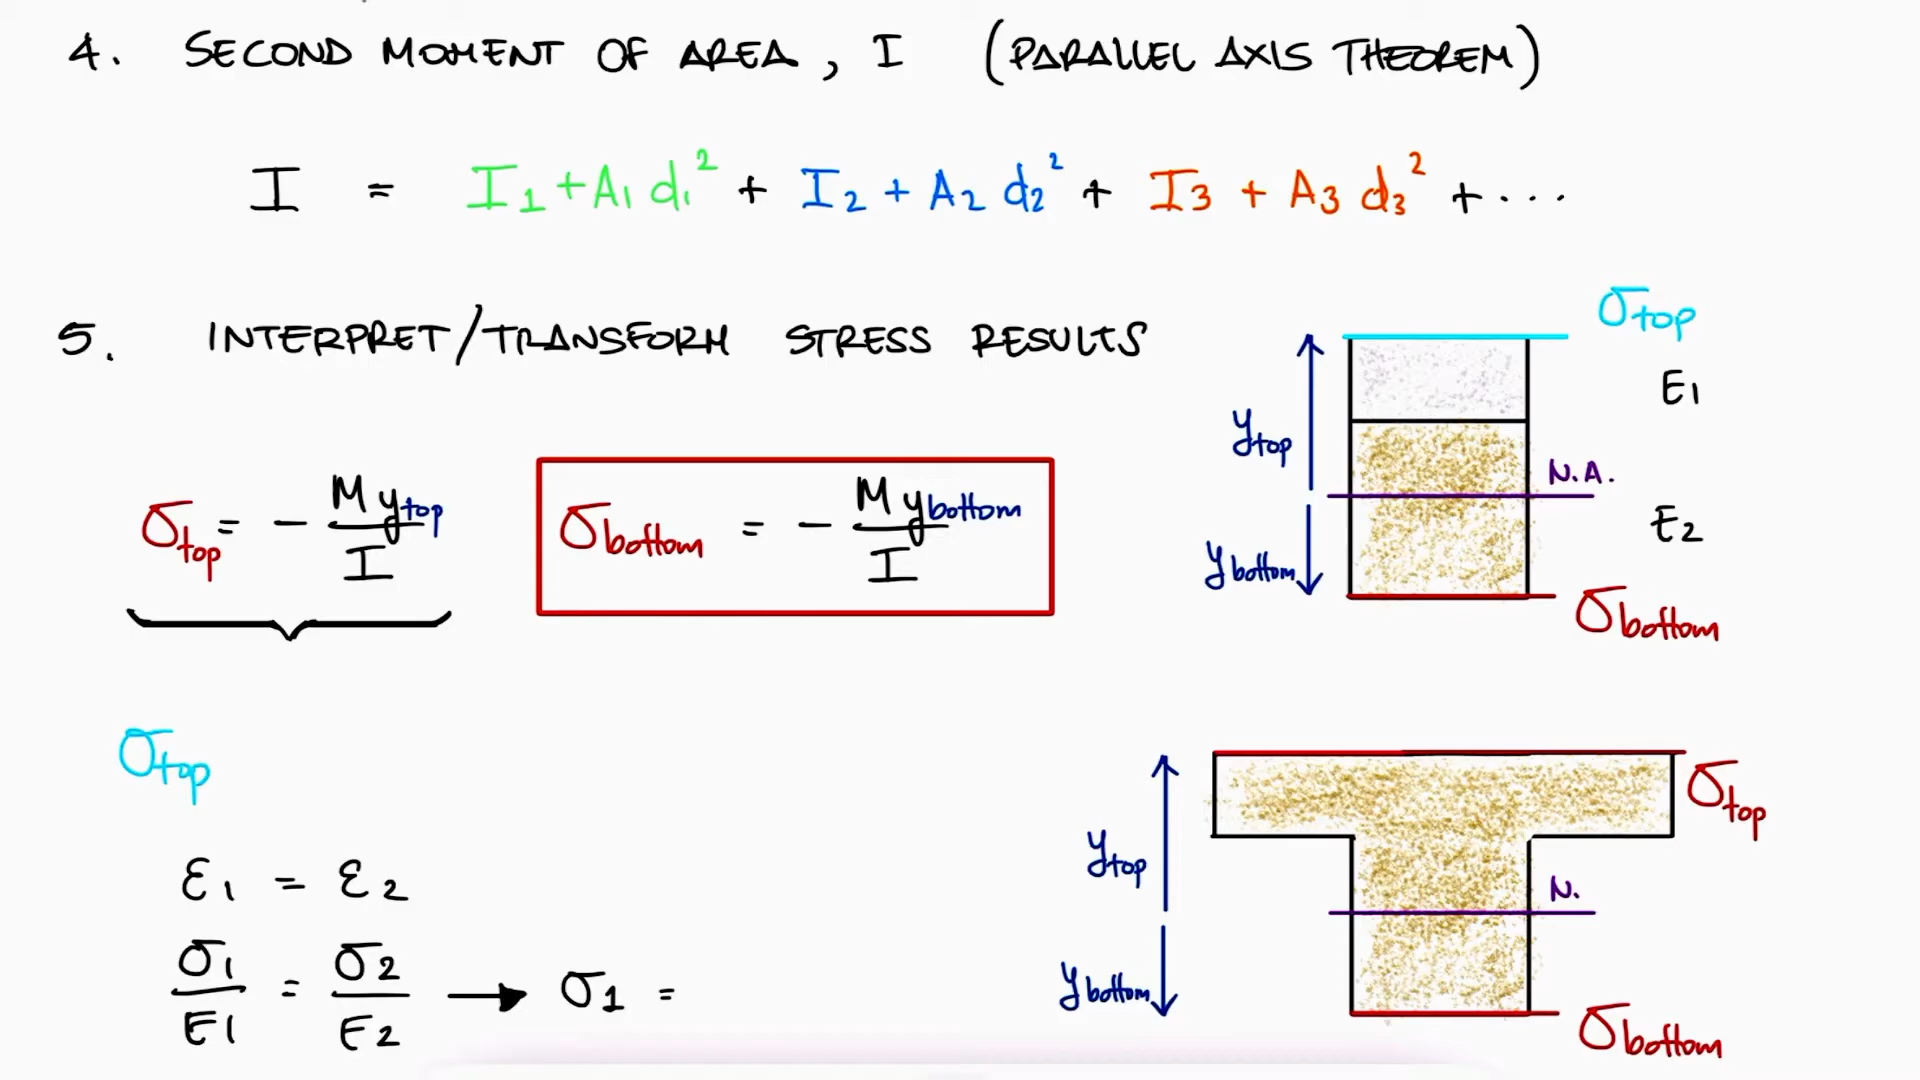 4. SECOND MOMENT OF AREA, I (PARALLEL AXIS THEOREM)
I = I1 + A1 d1² + I2 + A2 d2² + I3 + A3 d3² + ...
5. INTERPRET/TRANSFORM STRESS RESULTS
σtop = - M ytop / I
σbottom = - M ybottom / I
σtop
E1
ytop
N.A.
E2
ybottom
σbottom
σtop
ε1 = ε2
σ1/E1 = σ2/E2 → σ1 =
σtop
ytop
N.
ybottom
σbottom